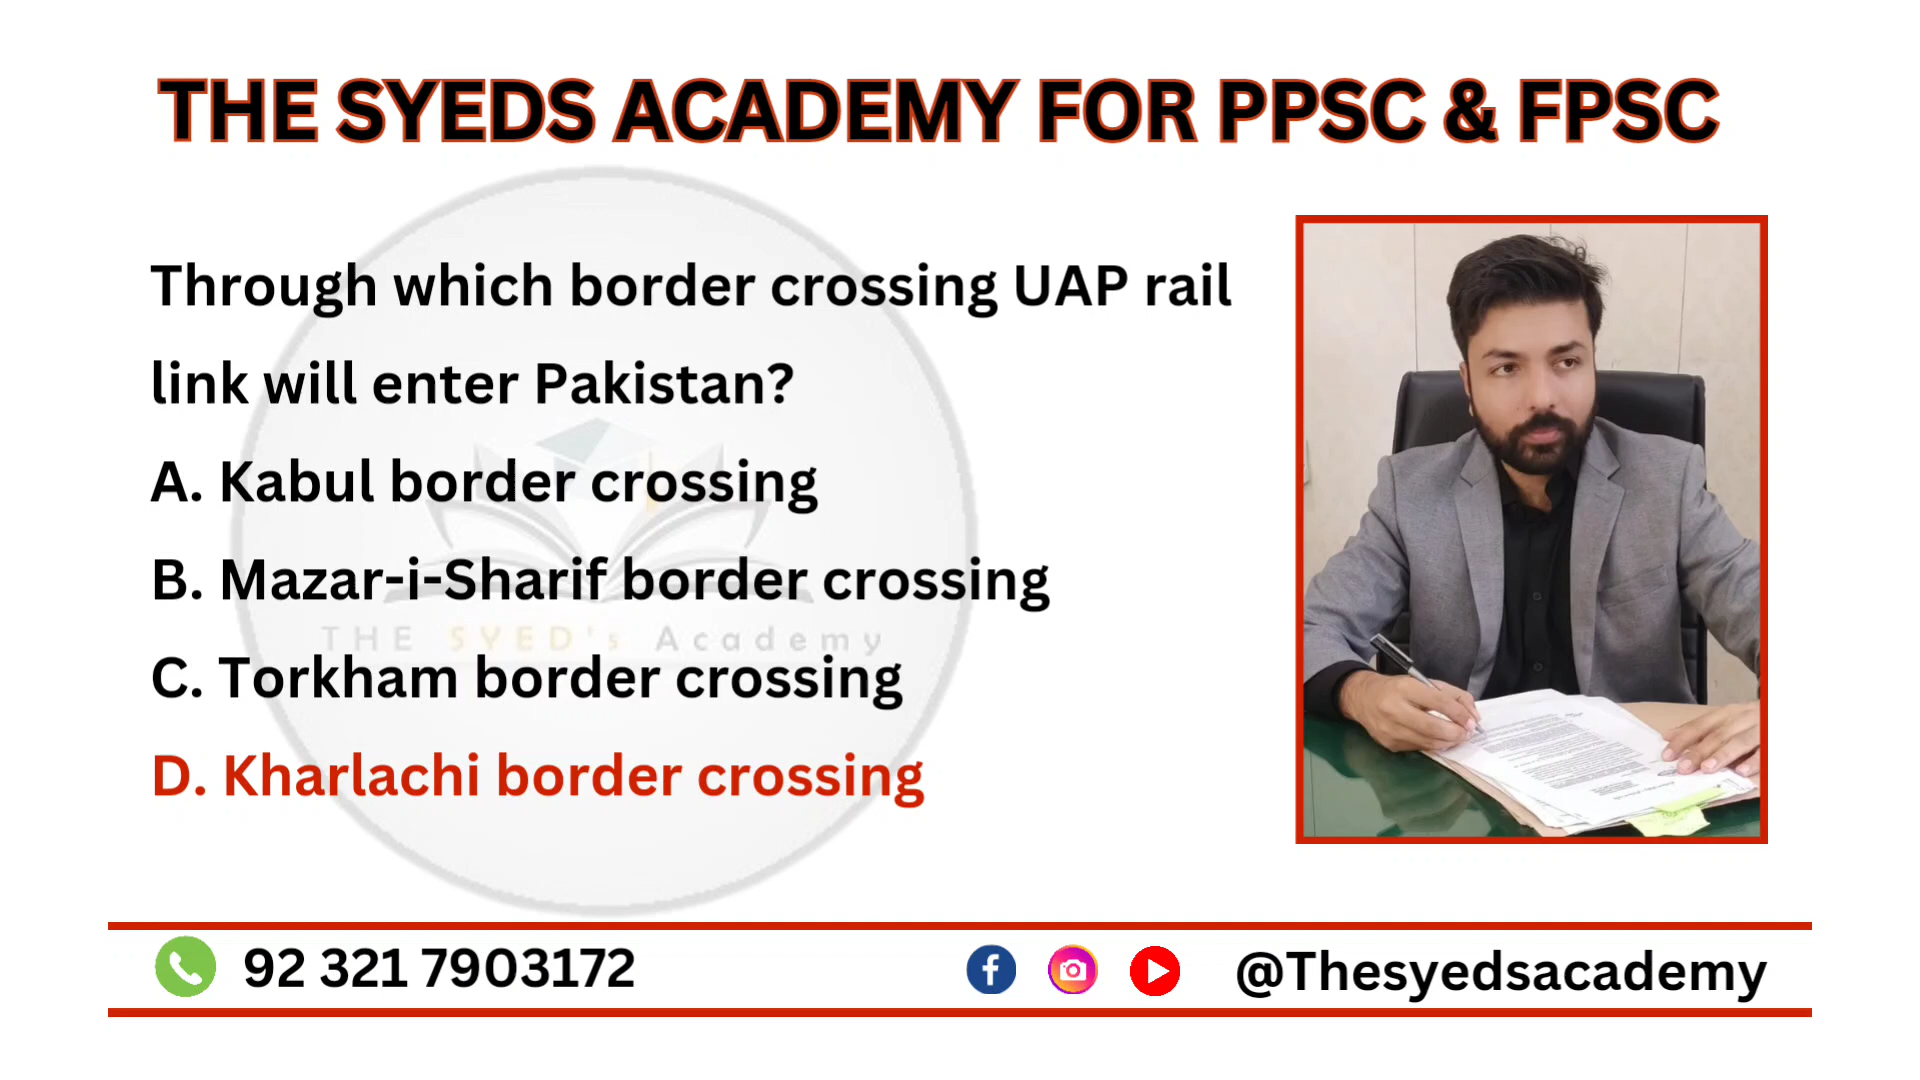 THE SYEDS ACADEMY FOR PPSC & FPSC
Through which border crossing UAP rail
link will enter Pakistan?
A. Kabul border crossing
B. Mazar-i-Sharif border crossing
THE SYED's Academy
C. Torkham border crossing
D. Kharlachi border crossing
92 321 7903172
@Thesyedsacademy